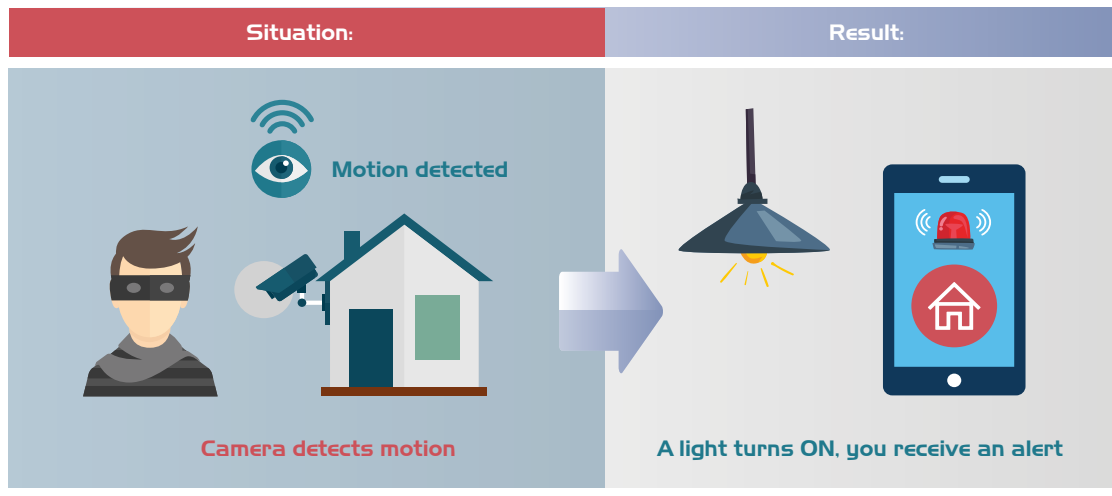 Situation:
Result:
Motion detected
Camera detects motion
A light turns ON, you receive an alert